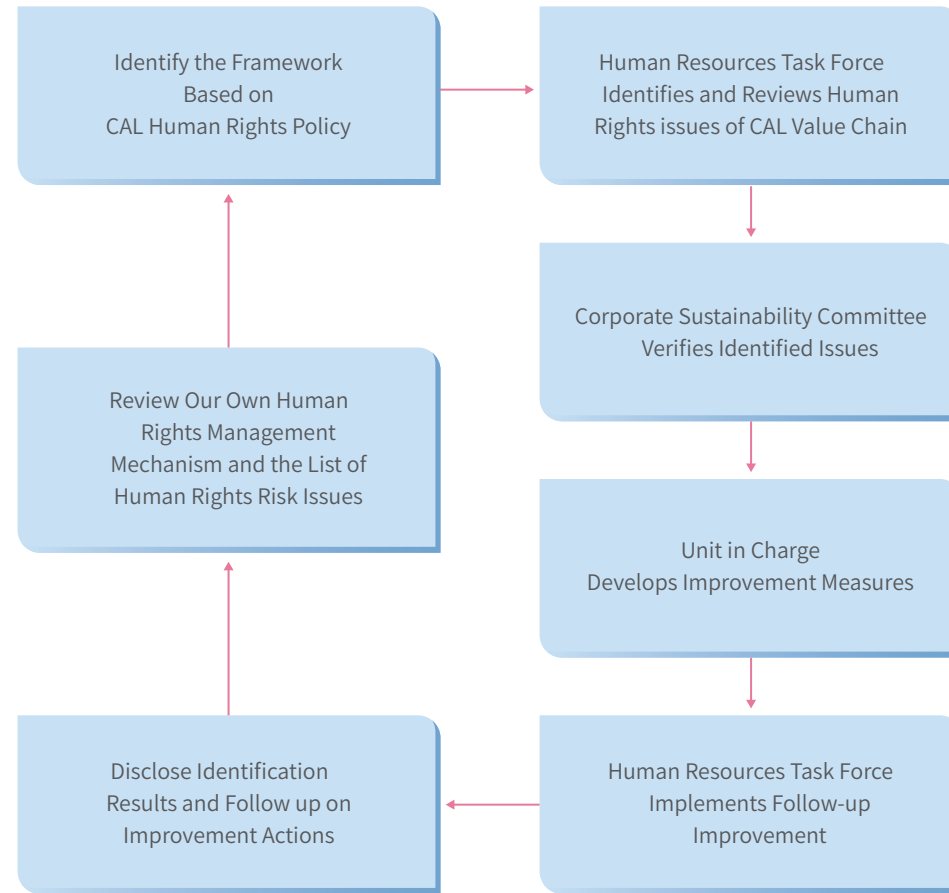 Identify the Framework
Based on
CAL Human Rights Policy
Human Resources Task Force
Identifies and Reviews Human
Rights issues of CAL Value Chain
Corporate Sustainability Committee
Verifies Identified Issues
Unit in Charge
Develops Improvement Measures
Human Resources Task Force
Implements Follow-up
Improvement
Disclose Identification
Results and Follow up on
Improvement Actions
Review Our Own Human
Rights Management
Mechanism and the List of
Human Rights Risk Issues